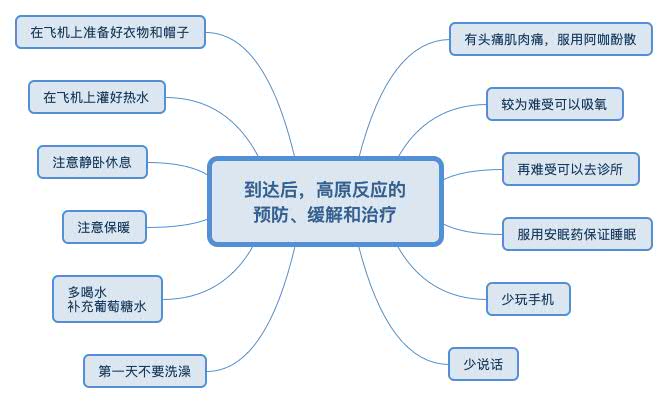 在飞机上准备好衣物和帽子
有头痛肌肉痛，服用阿咖酚散
在飞机上灌好热水
较为难受可以吸氧
注意静卧休息
再难受可以去诊所
到达后，高原反应的
预防、缓解和治疗
注意保暖
服用安眠药保证睡眠
多喝水
补充葡萄糖水
少玩手机
第一天不要洗澡
少说话